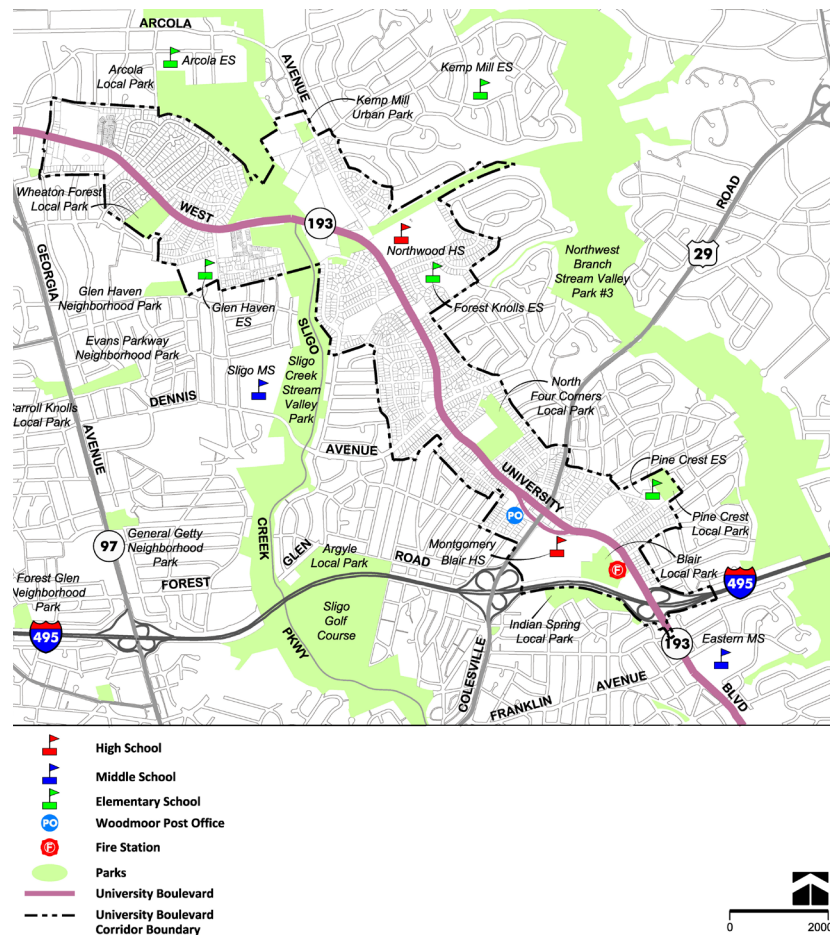 ARCOLA
Arcola ES
Arcola
Local Park
AVENUE
Kemp Mill ES
Kemp Mill
Urban Park
ROAD
Wheaton Forest
Local Park
WEST
193
29
GEORGIA
Northwood HS
Northwest
Branch
Stream Valley
Park #3
Glen Haven
Neighborhood Park
Glen Haven
ES
Forest Knolls ES
SLIGO
Evans Parkway
Neighborhood Park
Sligo MS
Sligo
Creek
Stream
Valley
Park
North
Four Corners
Local Park
DENNIS
AVENUE
Carroll Knolls
Local Park
AVENUE
UNIVERSITY
Pine Crest ES
PO
Pine Crest
Local Park
CREEK
97
General Getty
Neighborhood
Park
GLEN
Argyle
Local Park
ROAD
Montgomery
Blair HS
F
Blair
Local Park
FOREST
495
Forest Glen
Neighborhood
Park
495
Sligo
Golf
Course
Indian Spring
Local Park
193
Eastern MS
PKWY
COLESVILLE
FRANKLIN
AVENUE
BLVD
High School
Middle School
Elementary School
PO
Woodmoor Post Office
F
Fire Station
Parks
University Boulevard
University Boulevard
Corridor Boundary
0
2000